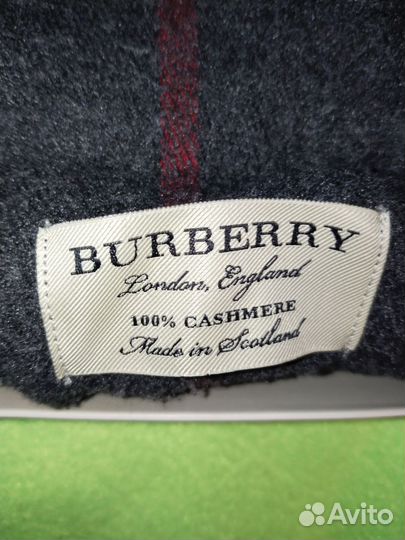 BURBERRY
London, England
100% CASHMERE
Made in Scotland
Avito